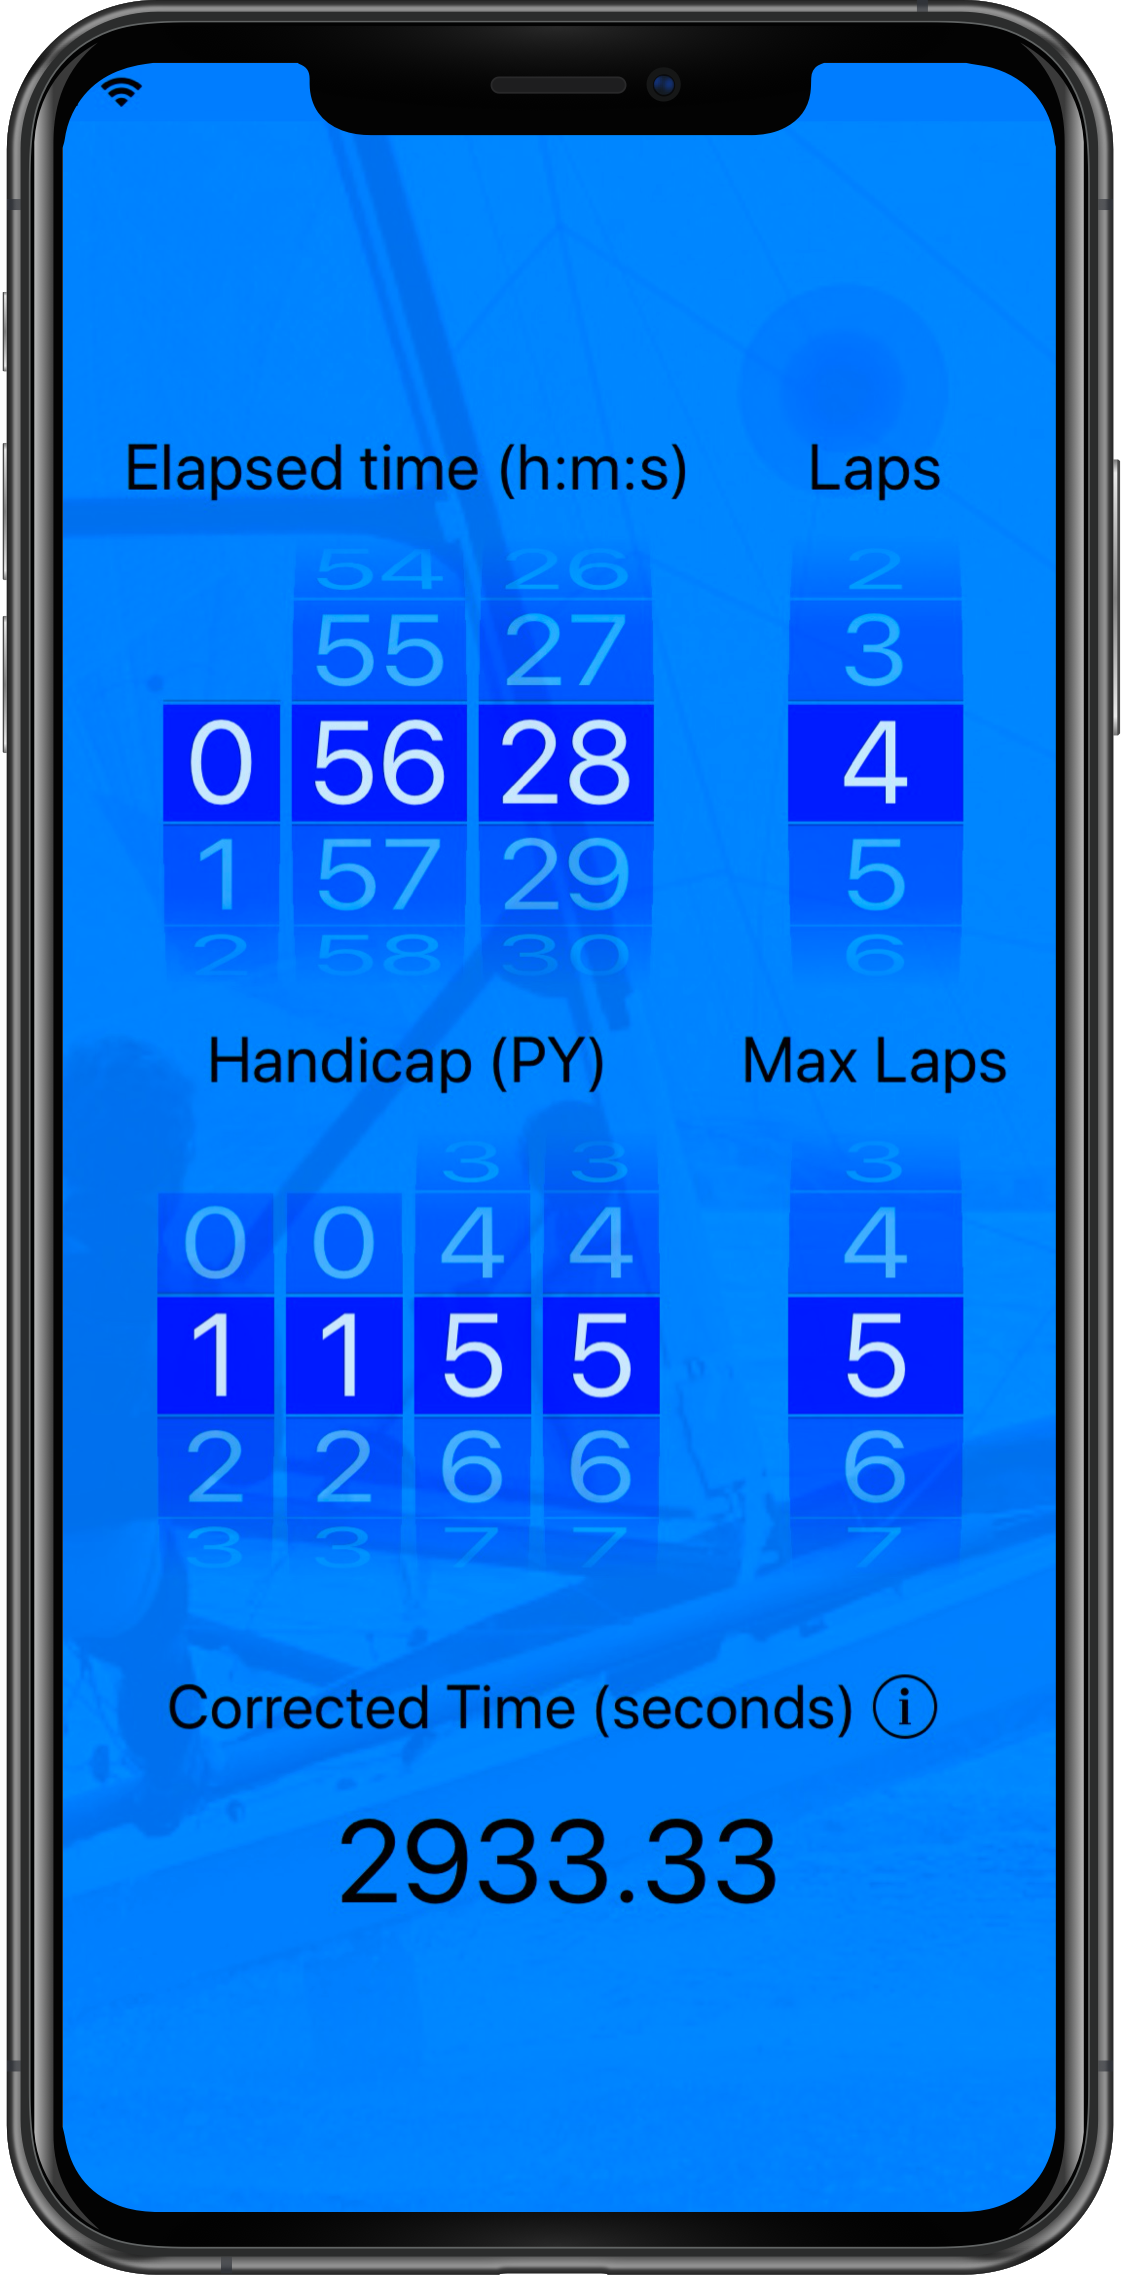 Elapsed time (h:m:s) Laps
54 26 2
55 27 3
0 56 28 4
1 57 29 5
2 58 30 6
Handicap (PY) Max Laps
3 3 3
0 0 4 4 4
1 1 5 5 5
2 2 6 6 6
3 3 7 7 7
Corrected Time (seconds) i
2933.33